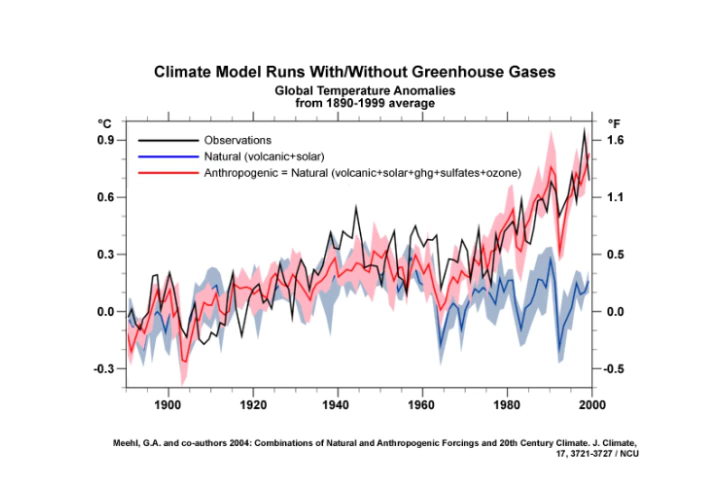 Climate Model Runs With/Without Greenhouse Gases
Global Temperature Anomalies
from 1890-1999 average
°C
°F
Observations
Natural (volcanic+solar)
Anthropogenic = Natural (volcanic+solar+ghg+sulfates+ozone)
0.9
1.6
0.6
1.1
0.3
0.5
0.0
0.0
-0.3
-0.5
1900
1920
1940
1960
1980
2000
Meehl, G.A. and co-authors 2004: Combinations of Natural and Anthropogenic Forcings and 20th Century Climate. J. Climate,
17, 3721-3727 / NCU